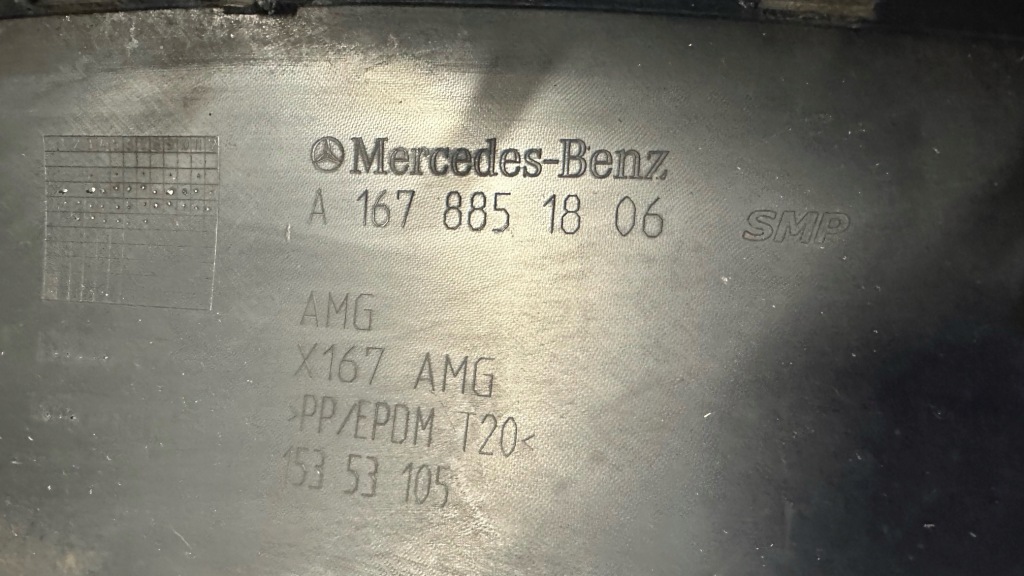 Mercedes-Benz
A 167 885 18 06
SMP
AMG
X167 AMG
>PP/EPDM T20<
153 53 105